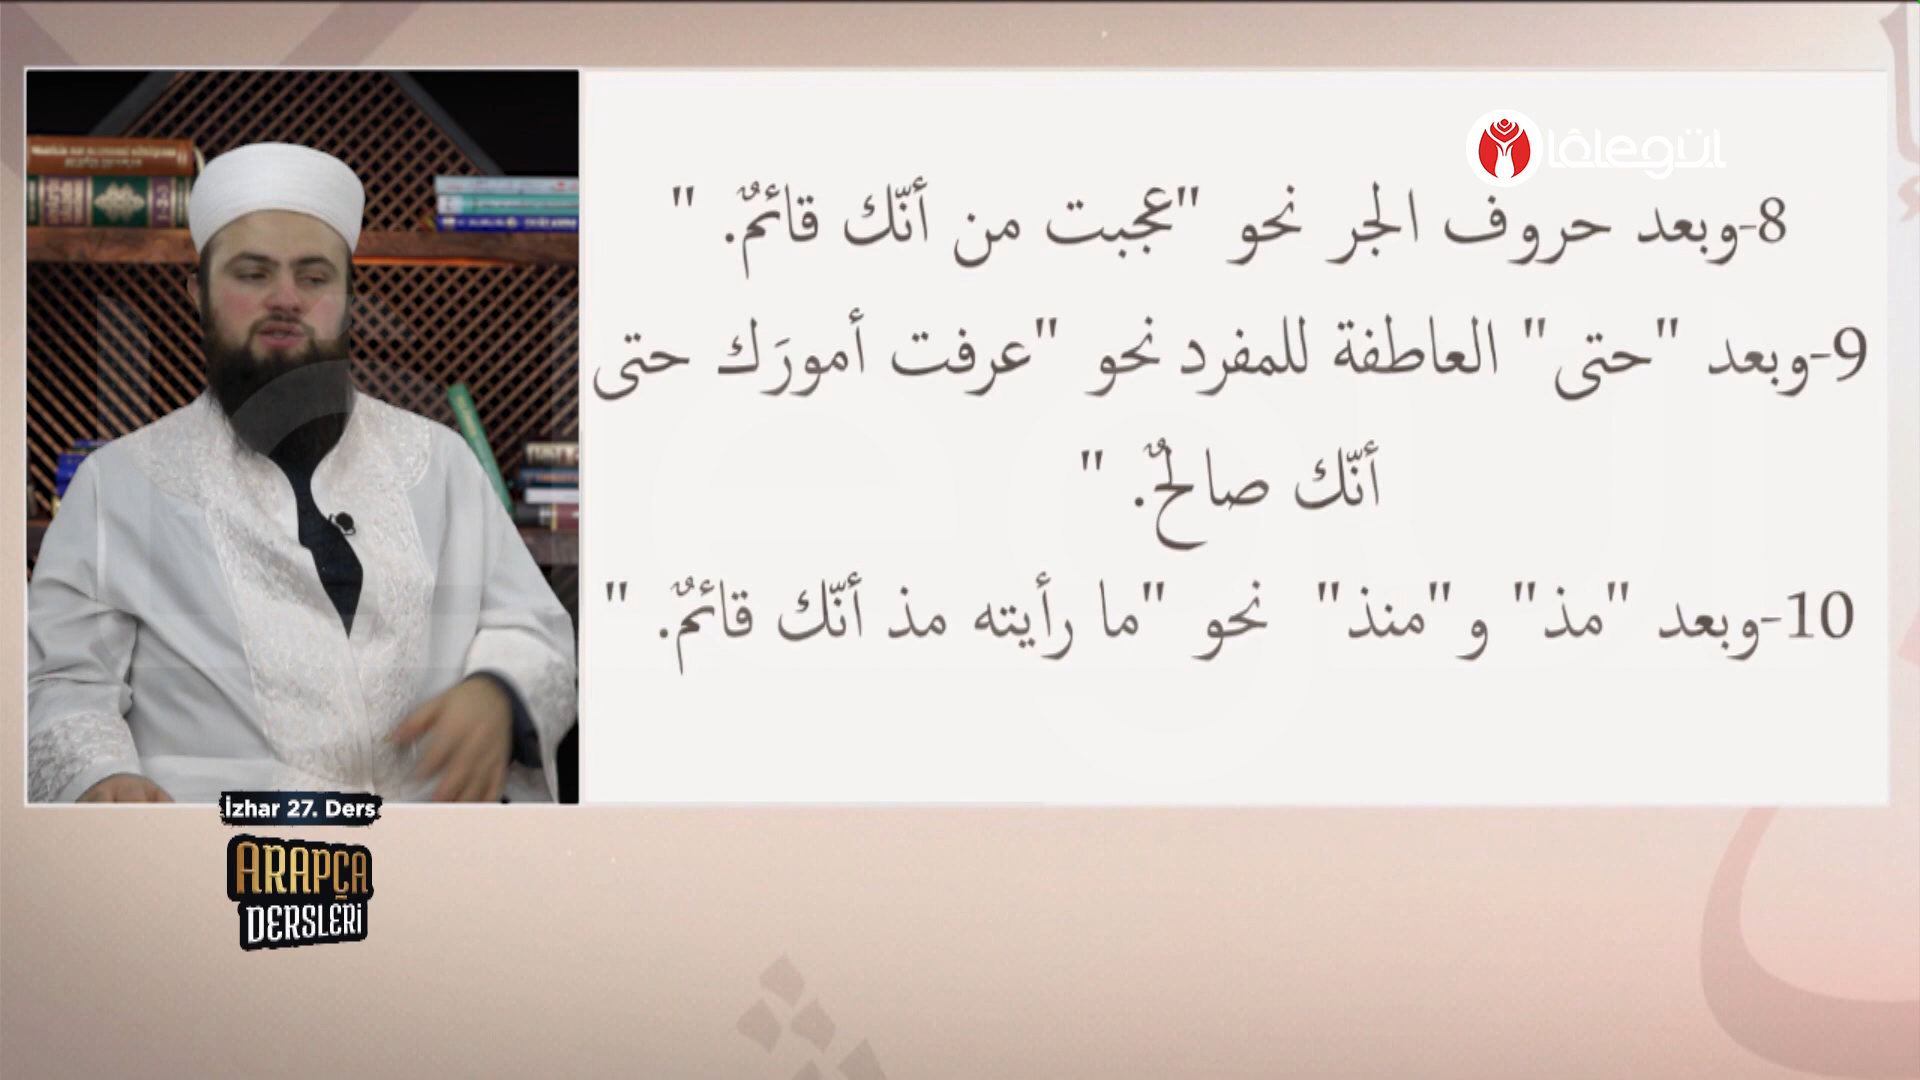 lâlegül
8-وبعد حروف الجر نحو "عجبت من أنّك قائمٌ. "
9-وبعد "حتى" العاطفة للمفرد نحو "عرفت أمورَك حتى
أنّك صالحٌ. "
10-وبعد "مذ" و"منذ" نحو "ما رأيته مذ أنّك قائمٌ. "
İzhar 27. Ders
ARAPÇA
DERSLERİ